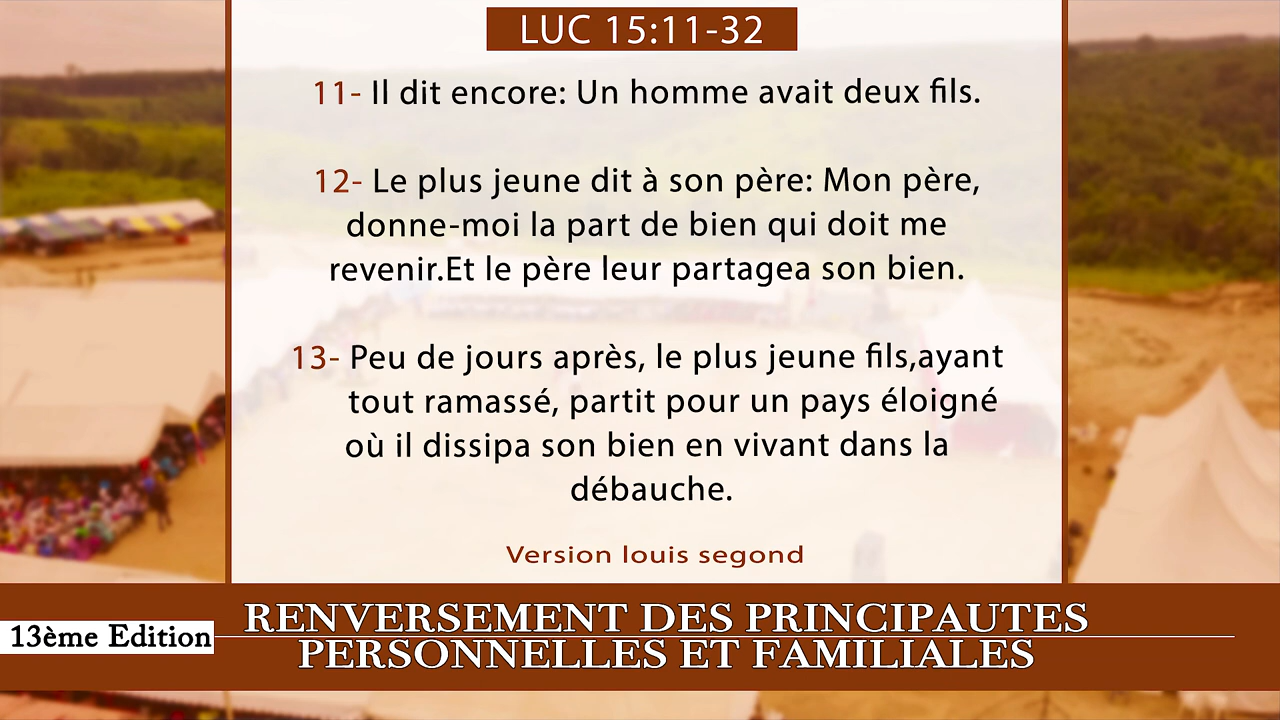 LUC 15:11-32
11- Il dit encore: Un homme avait deux fils.
12- Le plus jeune dit à son père: Mon père,
donne-moi la part de bien qui doit me
revenir.Et le père leur partagea son bien.
13- Peu de jours après, le plus jeune fils,ayant
tout ramassé, partit pour un pays éloigné
où il dissipa son bien en vivant dans la
débauche.
Version louis segond
13ème Edition
RENVERSEMENT DES PRINCIPAUTES
PERSONNELLES ET FAMILIALES